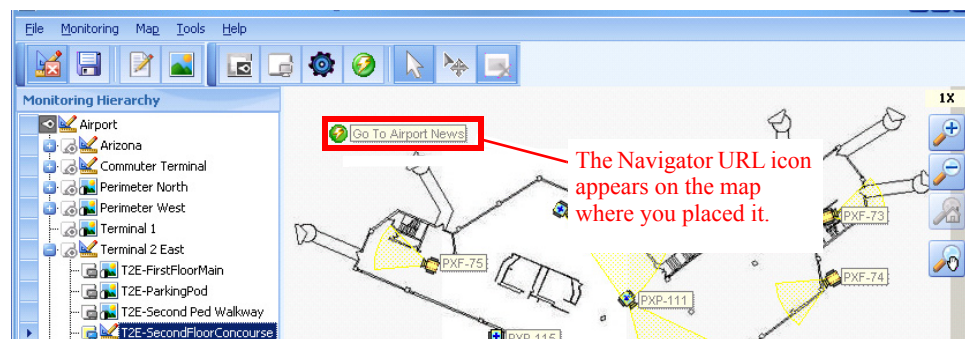 File Monitoring Map Tools Help
Monitoring Hierarchy
1X
Airport
Arizona
Commuter Terminal
Perimeter North
Perimeter West
Terminal 1
Terminal 2 East
T2E-FirstFloorMain
T2E-ParkingPod
T2E-Second Ped Walkway
T2E-SecondFloorConcourse
Go To Airport News
The Navigator URL icon
appears on the map
where you placed it.
PXF-73
PXF-75
PXF-74
PXP-111
PXP-115